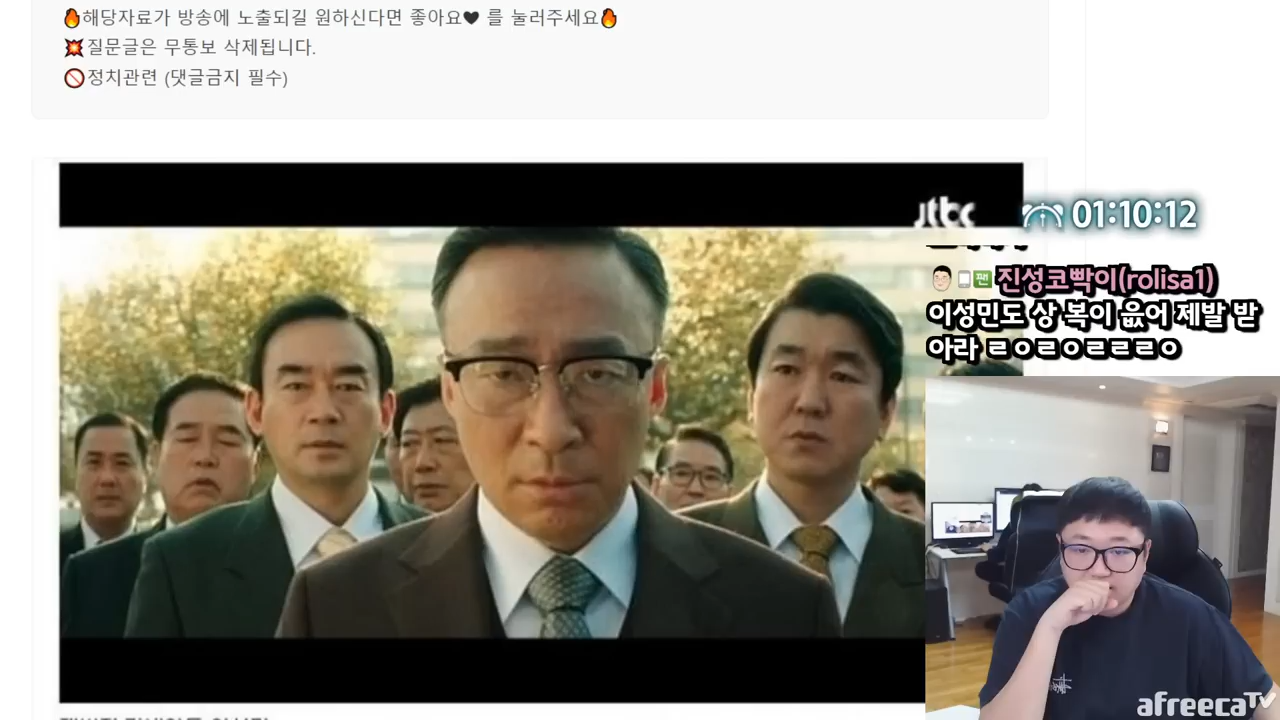 🔥해당자료가 방송에 노출되길 원하신다면 좋아요🖤 를 눌러주세요🔥
💥질문글은 무통보 삭제됩니다.
🚫정치관련 (댓글금지 필수)
jtbc
01:10:12
팬 진성코빡이(rolisa1)
이성민도 상 복이 읎어 제발 받
아라 ㄹㅇㄹㅇㄹㄹㄹㅇ
afreecaTV